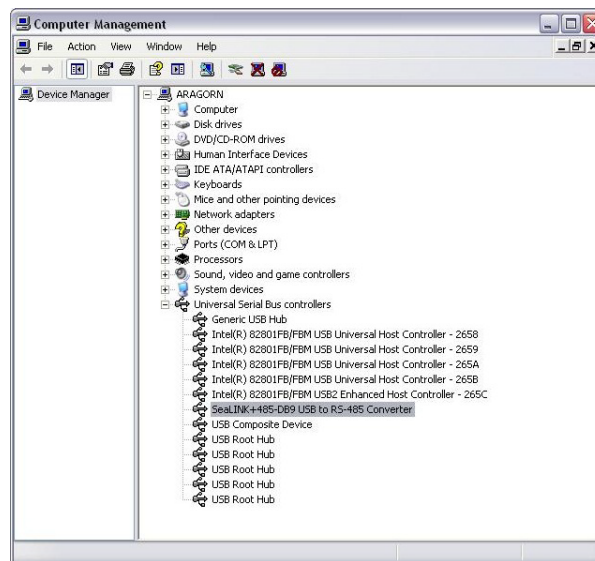 Computer Management
File Action View Window Help
Device Manager
ARAGORN
Computer
Disk drives
DVD/CD-ROM drives
Human Interface Devices
IDE ATA/ATAPI controllers
Keyboards
Mice and other pointing devices
Network adapters
Other devices
Ports (COM & LPT)
Processors
Sound, video and game controllers
System devices
Universal Serial Bus controllers
Generic USB Hub
Intel(R) 82801FB/FBM USB Universal Host Controller - 2658
Intel(R) 82801FB/FBM USB Universal Host Controller - 2659
Intel(R) 82801FB/FBM USB Universal Host Controller - 265A
Intel(R) 82801FB/FBM USB Universal Host Controller - 265B
Intel(R) 82801FB/FBM USB2 Enhanced Host Controller - 265C
SeaLINK+485-DB9 USB to RS-485 Converter
USB Composite Device
USB Root Hub
USB Root Hub
USB Root Hub
USB Root Hub
USB Root Hub